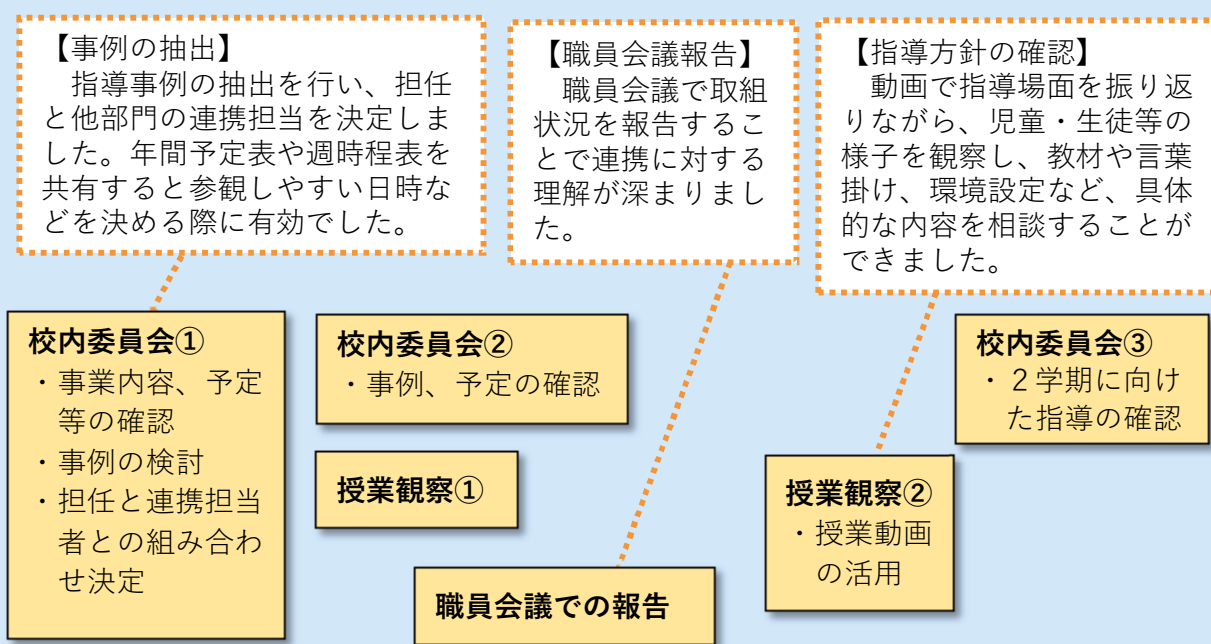 【事例の抽出】
　指導事例の抽出を行い、担任
と他部門の連携担当を決定しま
した。年間予定表や週時程表を
共有すると参観しやすい日時な
どを決める際に有効でした。
【職員会議報告】
　職員会議で取組
状況を報告するこ
とで連携に対する
理解が深まりまし
た。
【指導方針の確認】
　動画で指導場面を振り返
りながら、児童・生徒等の
様子を観察し、教材や言葉
掛け、環境設定など、具体
的な内容を相談することが
できました。
校内委員会①
・事業内容、予定
等の確認
・事例の検討
・担任と連携担当
者との組み合わ
せ決定
校内委員会②
・事例、予定の確認
授業観察①
職員会議での報告
授業観察②
・授業動画
の活用
校内委員会③
・２学期に向け
た指導の確認